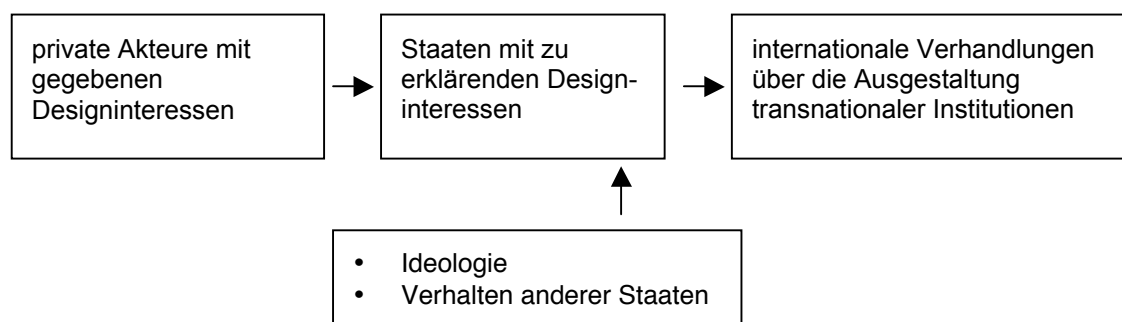 private Akteure mit
gegebenen
Designinteressen
Staaten mit zu
erklärenden Design-
interessen
internationale Verhandlungen
über die Ausgestaltung
transnationaler Institutionen
• Ideologie
• Verhalten anderer Staaten